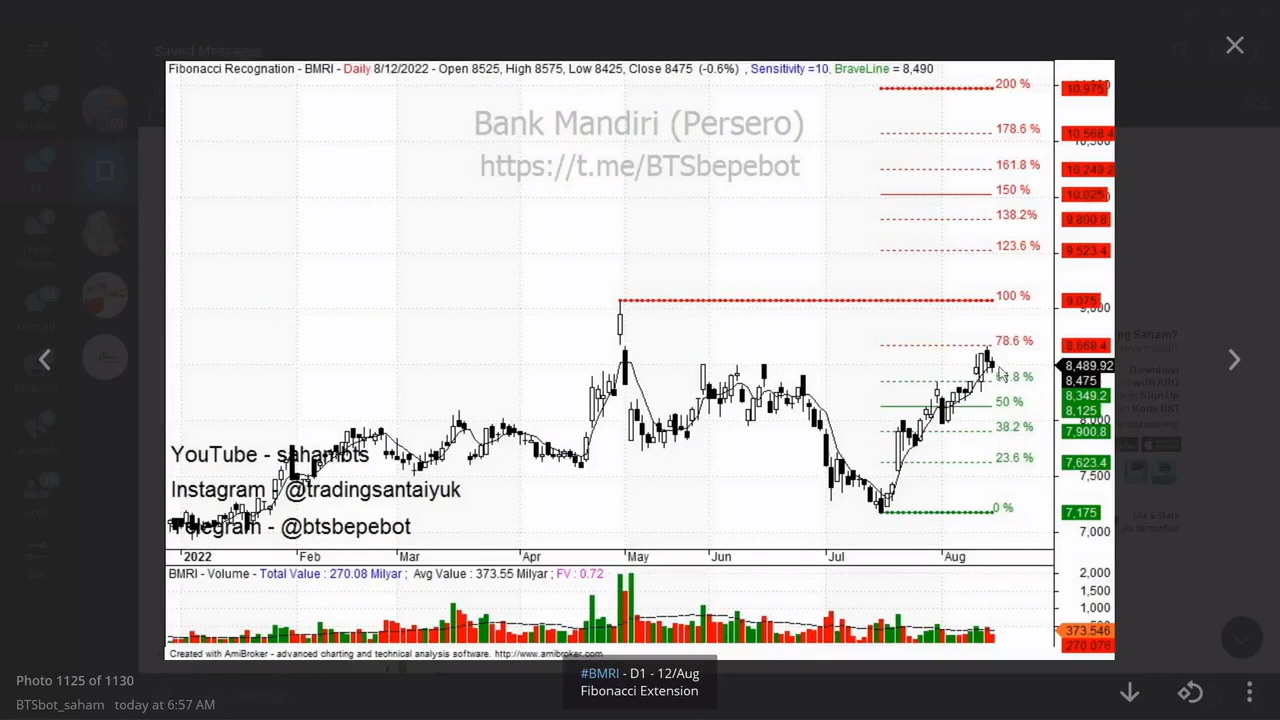 Saved Messages
Fibonacci Recognation - BMRI - Daily 8/12/2022 - Open 8525, High 8575, Low 8425, Close 8475 (-0.6%) , Sensitivity =10, BraveLine = 8,490
Bank Mandiri (Persero)
https://t.me/BTSbepebot
200 %
10,975
178.6 %
10,568.4
161.8 %
10,249.2
150 %
10,025
138.2%
9,800.8
123.6 %
9,523.4
100 %
9,075
9,000
78.6 %
8,668.4
8,489.92
8,475
8,349.2
50 %
8,125
8,000
38.2 %
7,900.8
23.6 %
7,623.4
7,500
0 %
7,175
7,000
YouTube - sahambts
Instagram - @tradingsantaiyuk
Telegram - @btsbepebot
2022 Feb Mar Apr May Jun Jul Aug
BMRI - Volume - Total Value : 270.08 Milyar ; Avg Value : 373.55 Milyar ; FV : 0.72
2,000
1,500
1,000
373.546
270.076
Created with AmiBroker - advanced charting and technical analysis software. http://www.amibroker.com
#BMRI - D1 - 12/Aug
Fibonacci Extension
Photo 1125 of 1130
BTSbot_saham today at 6:57 AM